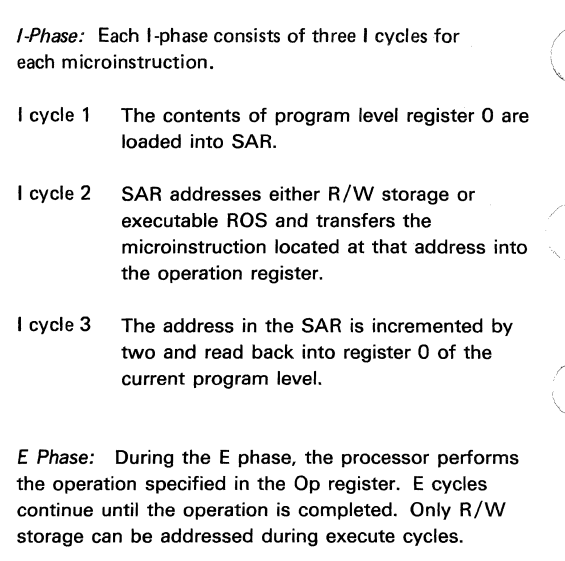 I-Phase: Each I-phase consists of three I cycles for
each microinstruction.
I cycle 1 The contents of program level register 0 are
loaded into SAR.
I cycle 2 SAR addresses either R/W storage or
executable ROS and transfers the
microinstruction located at that address into
the operation register.
I cycle 3 The address in the SAR is incremented by
two and read back into register 0 of the
current program level.
E Phase: During the E phase, the processor performs
the operation specified in the Op register. E cycles
continue until the operation is completed. Only R/W
storage can be addressed during execute cycles.